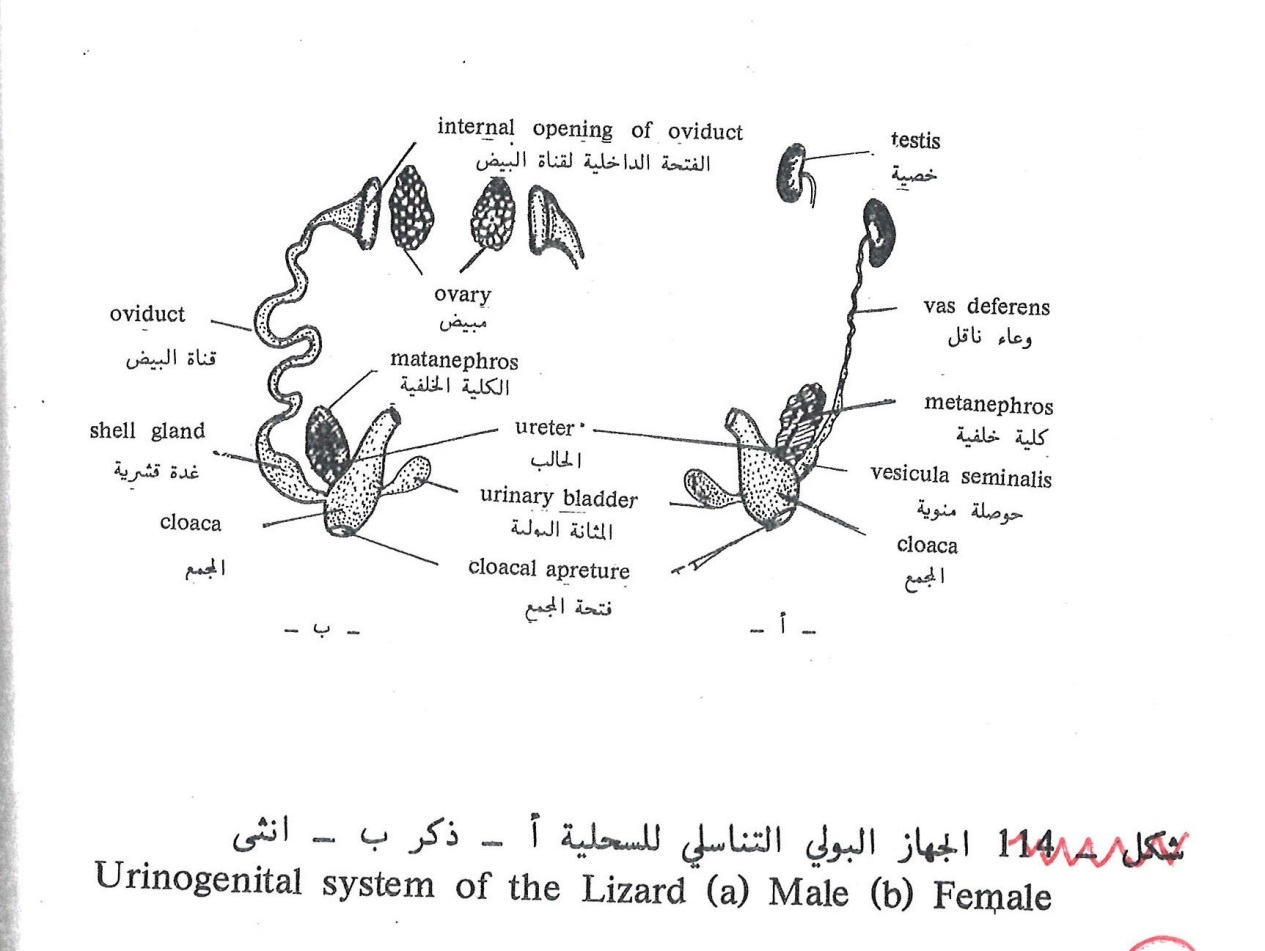 internal opening of oviduct
الفتحة الداخلية لقناة البيض
testis
خصية
ovary
مبيض
oviduct
قناة البيض
vas deferens
وعاء ناقل
matanephros
الكلية الخلفية
metanephros
كلية خلفية
shell gland
غدة قشرية
ureter
الحالب
vesicula seminalis
حوصلة منوية
urinary bladder
المثانة البولية
cloaca
المجمع
cloaca
المجمع
cloacal apreture
فتحة المجمع
- ب -
- أ -
شكل - 114 الجهاز البولي التناسلي للسحلية أ - ذكر ب - انثى
Urinogenital system of the Lizard (a) Male (b) Female